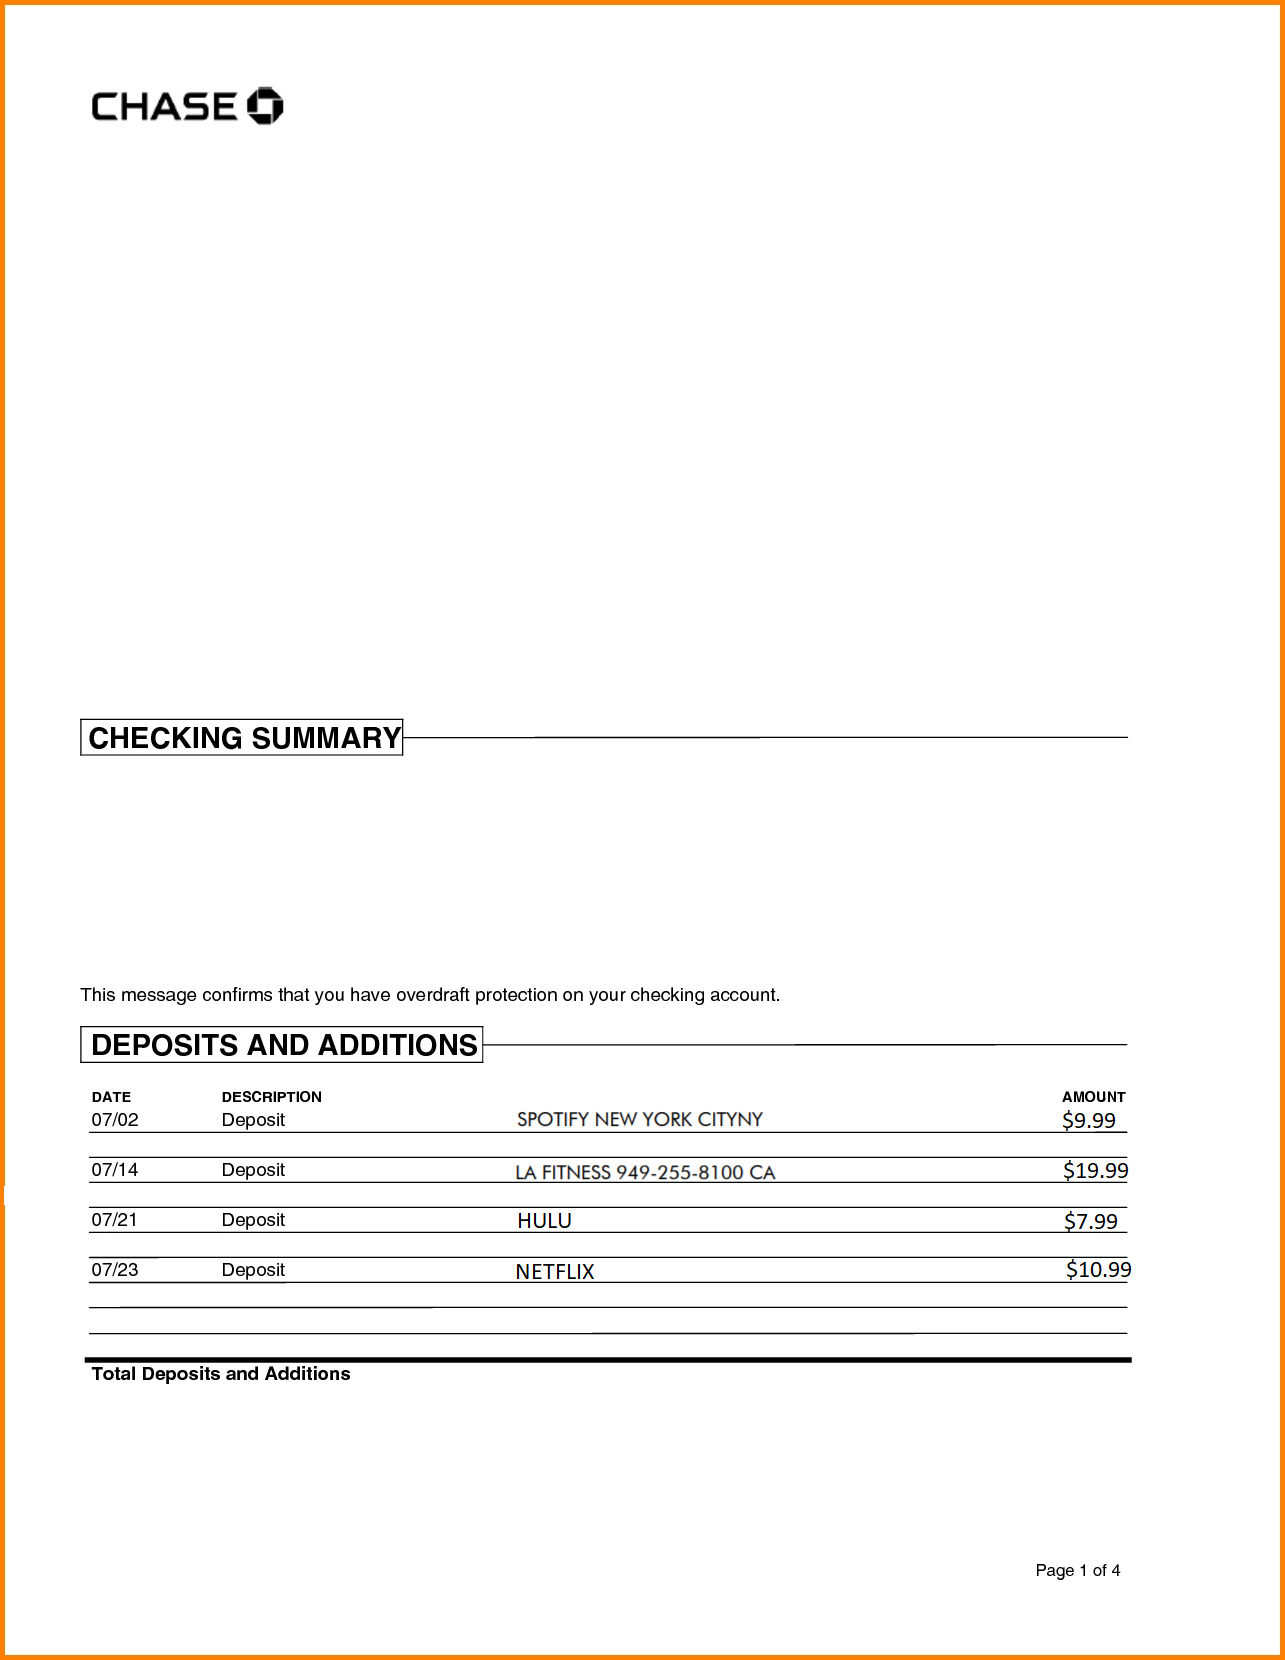 CHASE
CHECKING SUMMARY
This message confirms that you have overdraft protection on your checking account.
DEPOSITS AND ADDITIONS
DATE DESCRIPTION AMOUNT
07/02 Deposit SPOTIFY NEW YORK CITYNY $9.99
07/14 Deposit LA FITNESS 949-255-8100 CA $19.99
07/21 Deposit HULU $7.99
07/23 Deposit NETFLIX $10.99
Total Deposits and Additions
Page 1 of 4